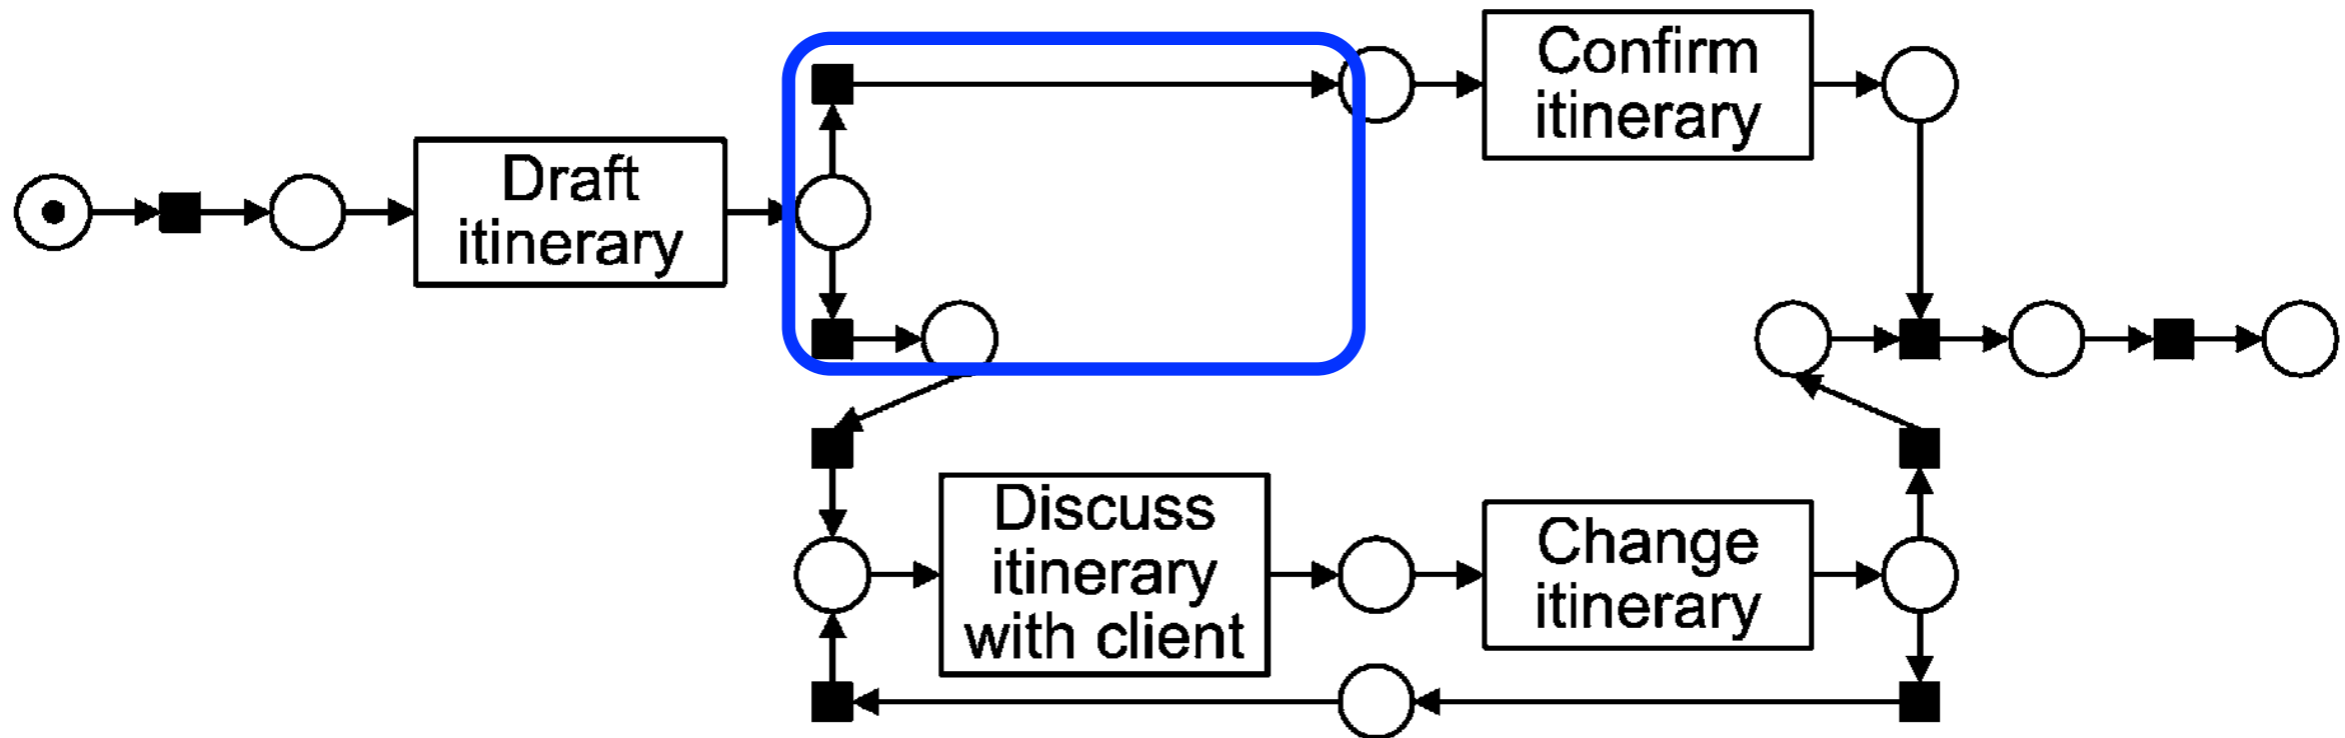 Confirm
itinerary
Draft
itinerary
Discuss
itinerary
with client
Change
itinerary